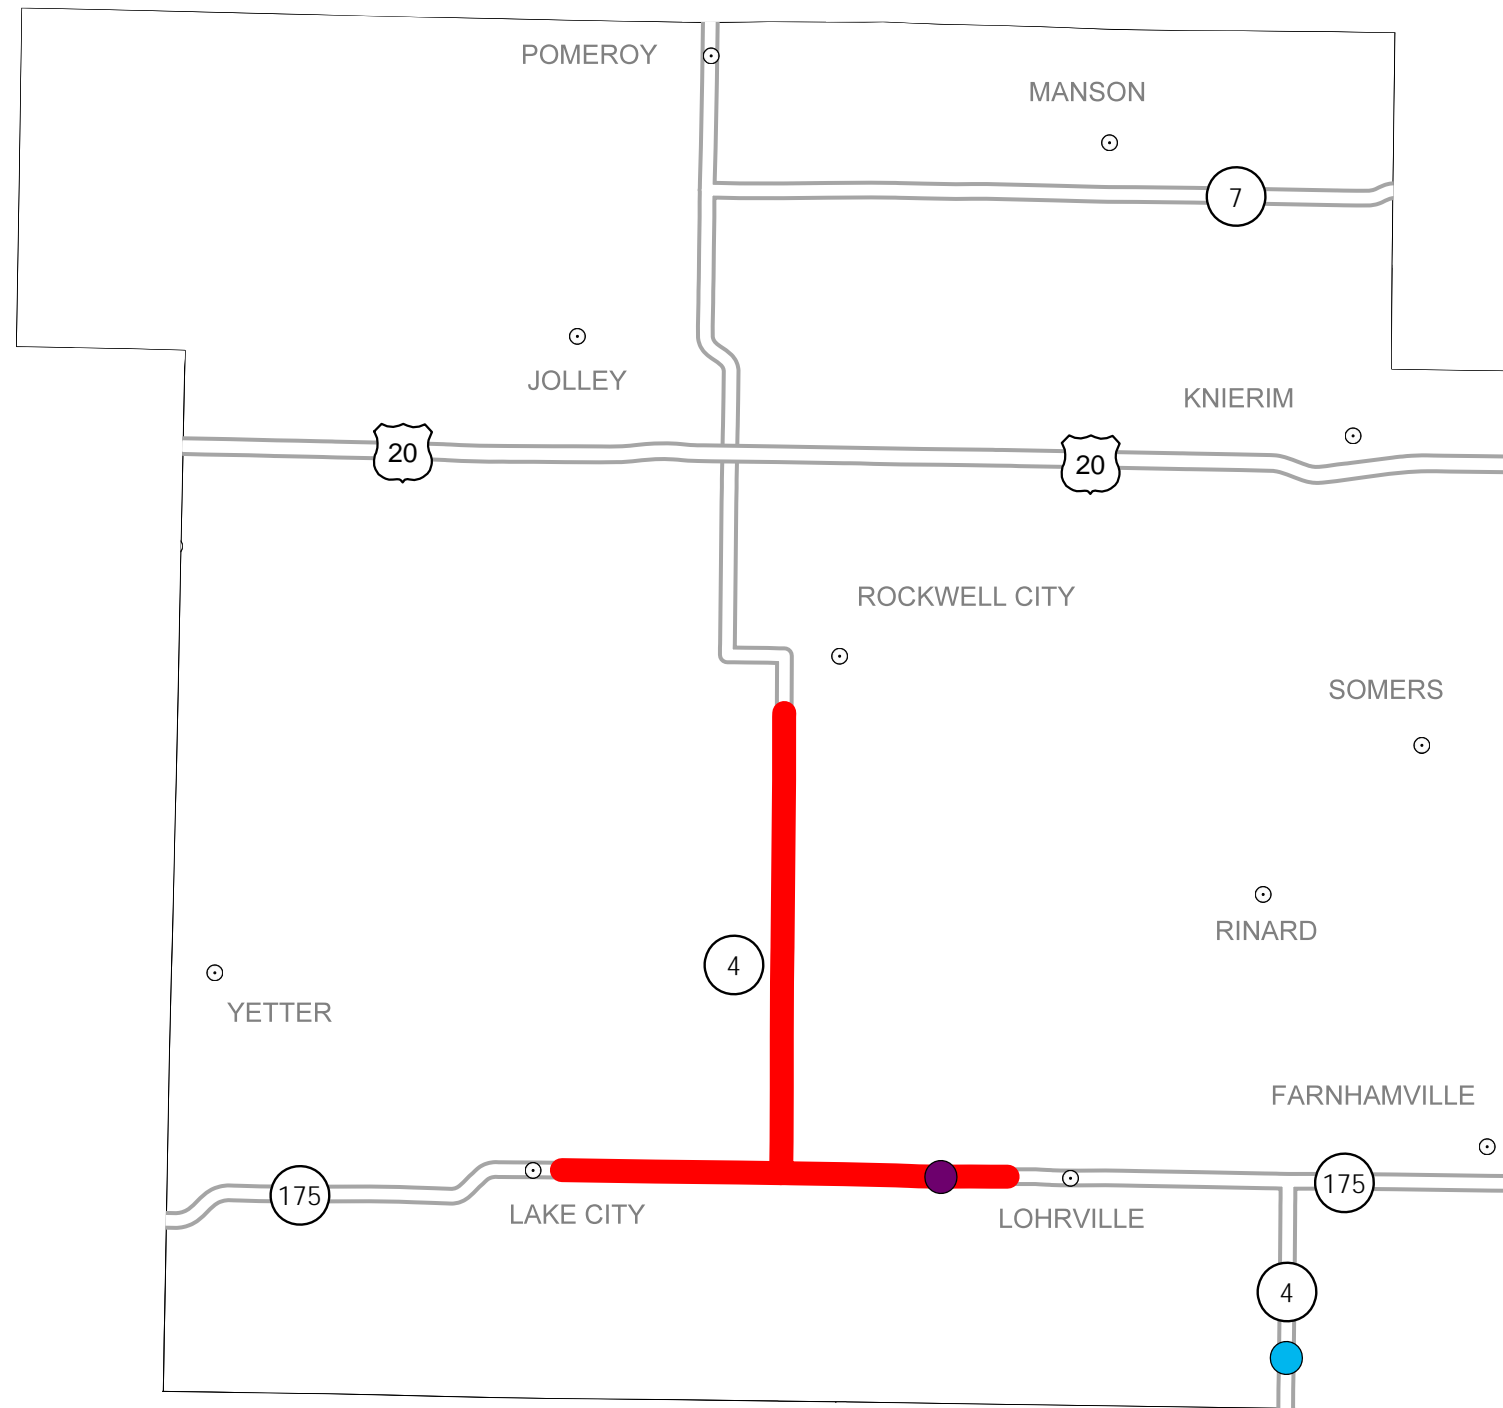 POMEROY
MANSON
7
JOLLEY
KNIERIM
20
20
ROCKWELL CITY
SOMERS
RINARD
4
YETTER
FARNHAMVILLE
175
175
LAKE CITY
LOHRVILLE
4